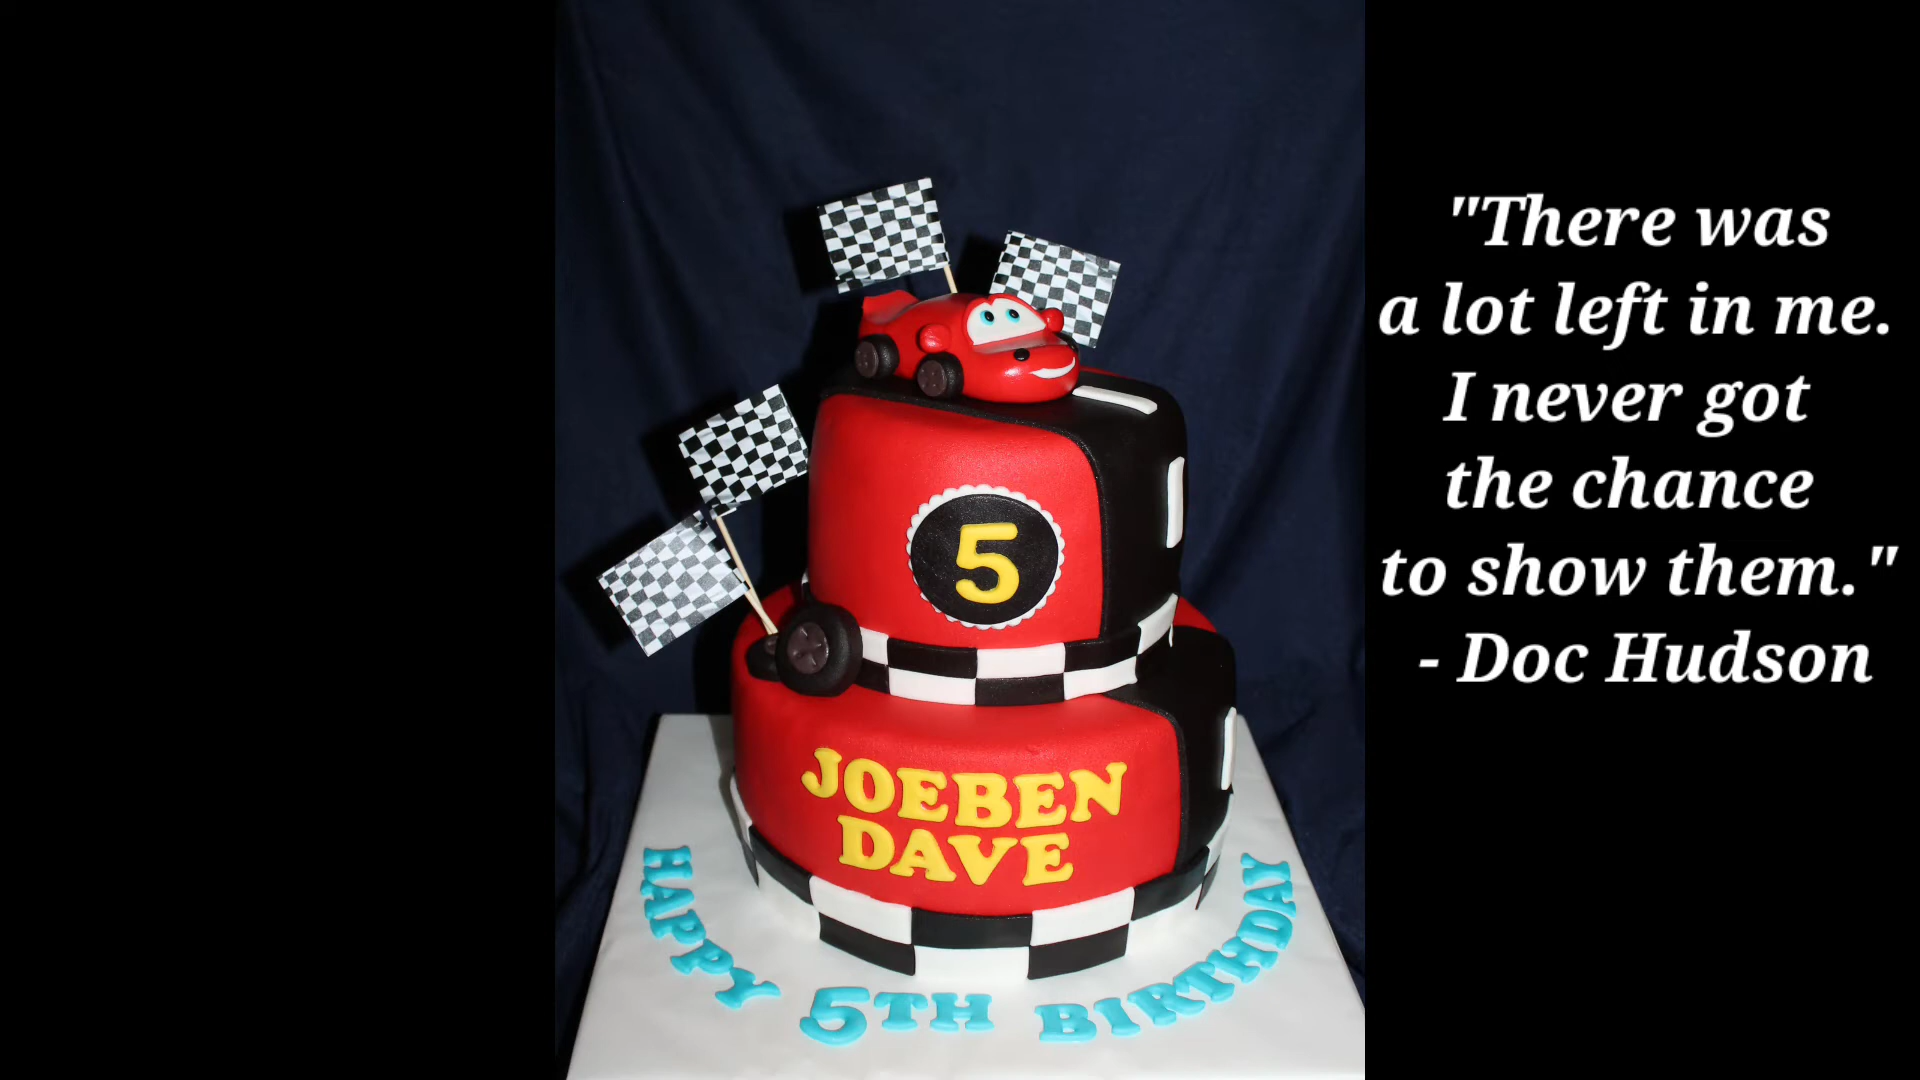 5
JOEBEN
DAVE
HAPPY 5TH BIRTHDAY
"There was
a lot left in me.
I never got
the chance
to show them."
- Doc Hudson